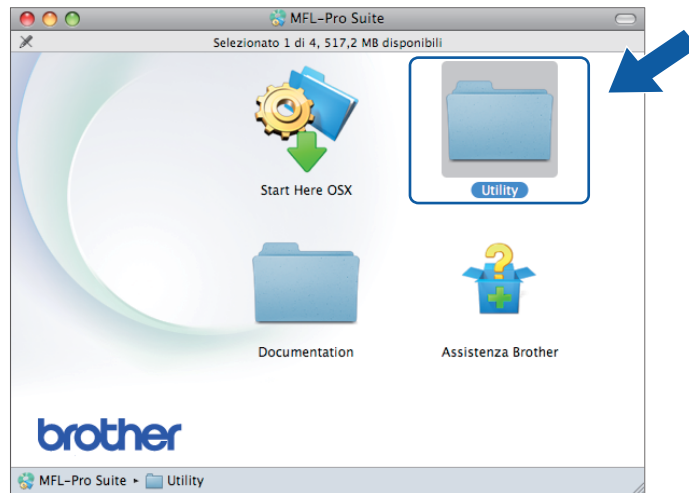 MFL-Pro Suite
Selezionato 1 di 4, 517,2 MB disponibili
Start Here OSX
Utility
Documentation
Assistenza Brother
brother
MFL-Pro Suite ▸ Utility